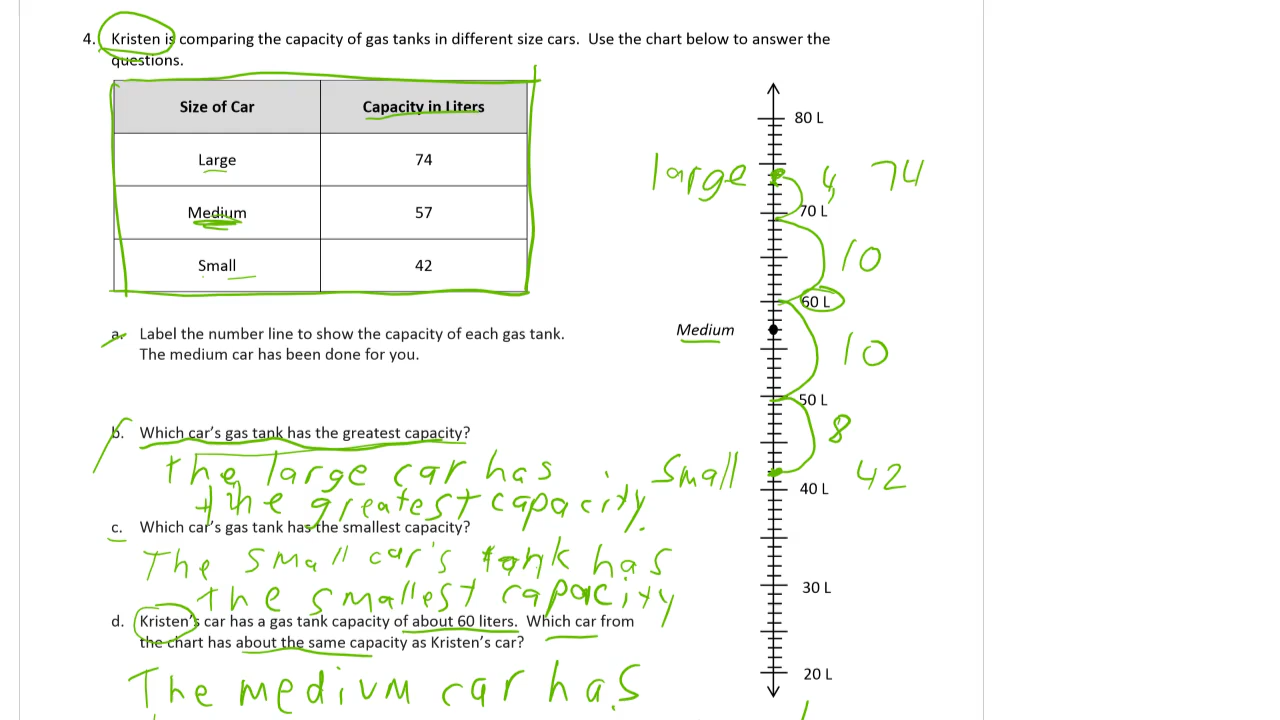 4. Kristen is comparing the capacity of gas tanks in different size cars. Use the chart below to answer the
questions.
Size of Car Capacity in Liters
Large 74
Medium 57
Small 42
80 L
large 4 74
70 L
10
60 L
Medium
10
50 L
8
small 42
40 L
30 L
20 L
a. Label the number line to show the capacity of each gas tank.
The medium car has been done for you.
b. Which car's gas tank has the greatest capacity?
The large car has
the greatest capacity.
c. Which car's gas tank has the smallest capacity?
The small car's tank has
the smallest capacity
d. Kristen's car has a gas tank capacity of about 60 liters. Which car from
the chart has about the same capacity as Kristen's car?
The medium car has